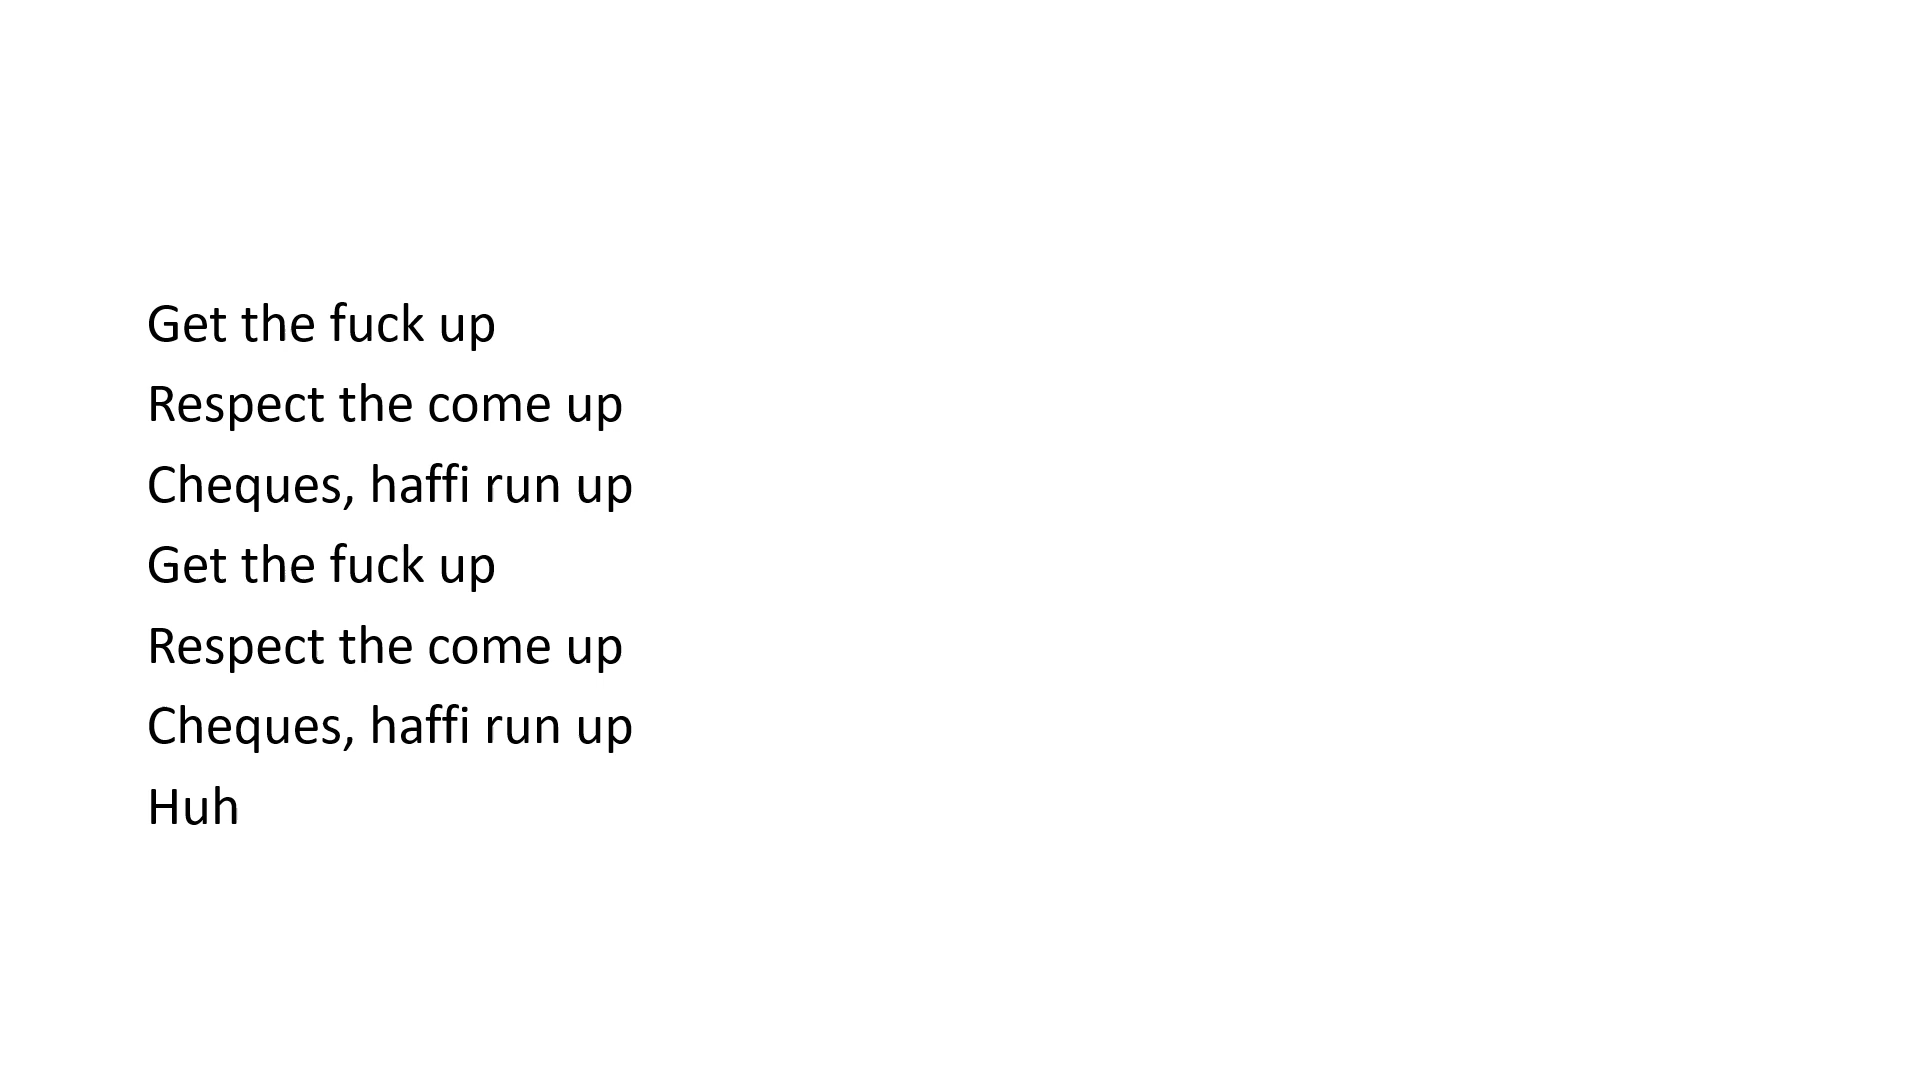 Get the fuck up
Respect the come up
Cheques, haffi run up
Get the fuck up
Respect the come up
Cheques, haffi run up
Huh